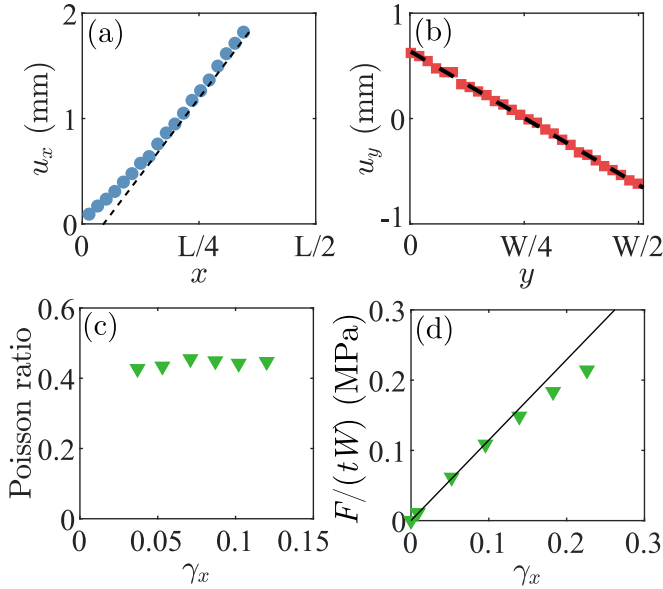 (a)
2
1
0
u_x (mm)
0
L/4
L/2
x
(b)
1
0
-1
u_y (mm)
0
W/4
W/2
y
(c)
0.6
0.4
0.2
0
Poisson ratio
0
0.05
0.1
0.15
γ_x
(d)
0.3
0.2
0.1
0
F/(tW) (MPa)
0
0.1
0.2
0.3
γ_x